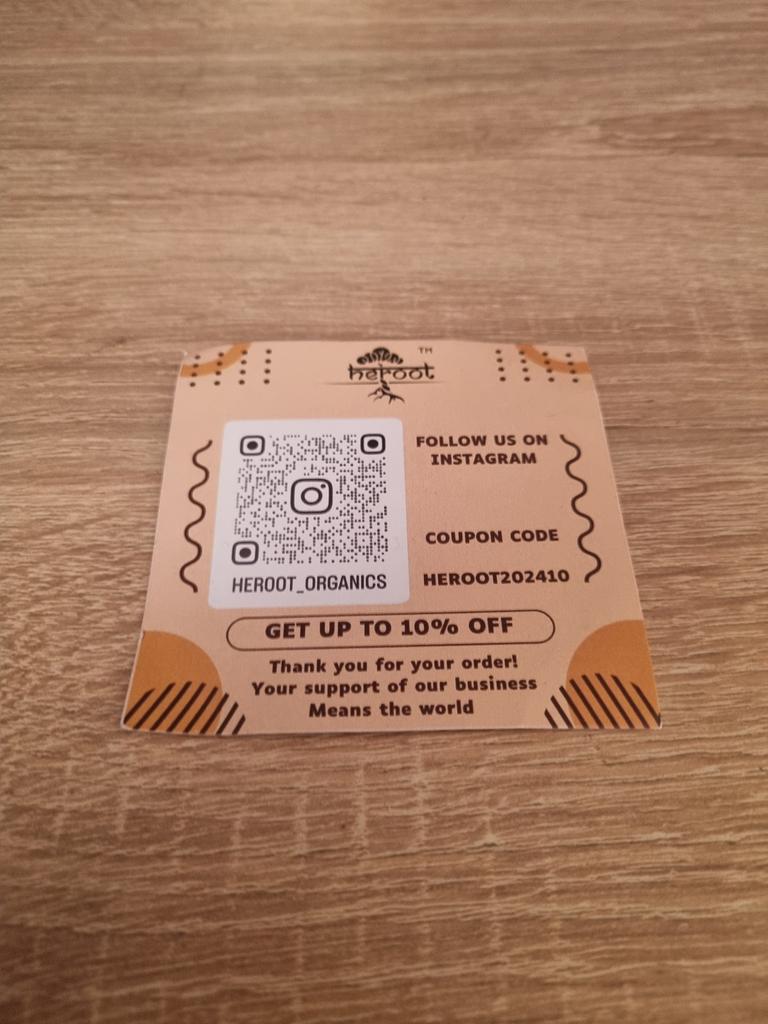 heroot
TM
FOLLOW US ON
INSTAGRAM
COUPON CODE
HEROOT202410
HEROOT_ORGANICS
GET UP TO 10% OFF
Thank you for your order!
Your support of our business
Means the world